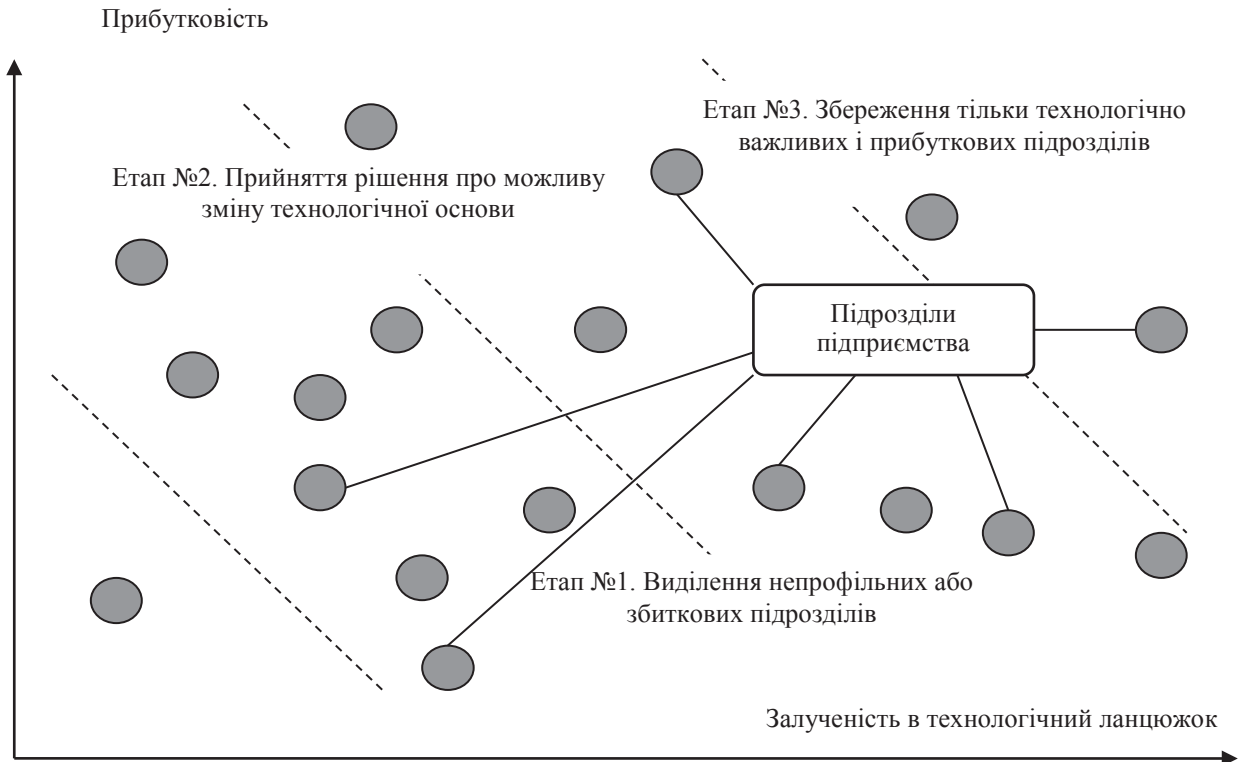 Прибутковість
Етап №3. Збереження тільки технологічно
важливих і прибуткових підрозділів
Етап №2. Прийняття рішення про можливу
зміну технологічної основи
Підрозділи
підприємства
Етап №1. Виділення непрофільних або
збиткових підрозділів
Залученість в технологічний ланцюжок